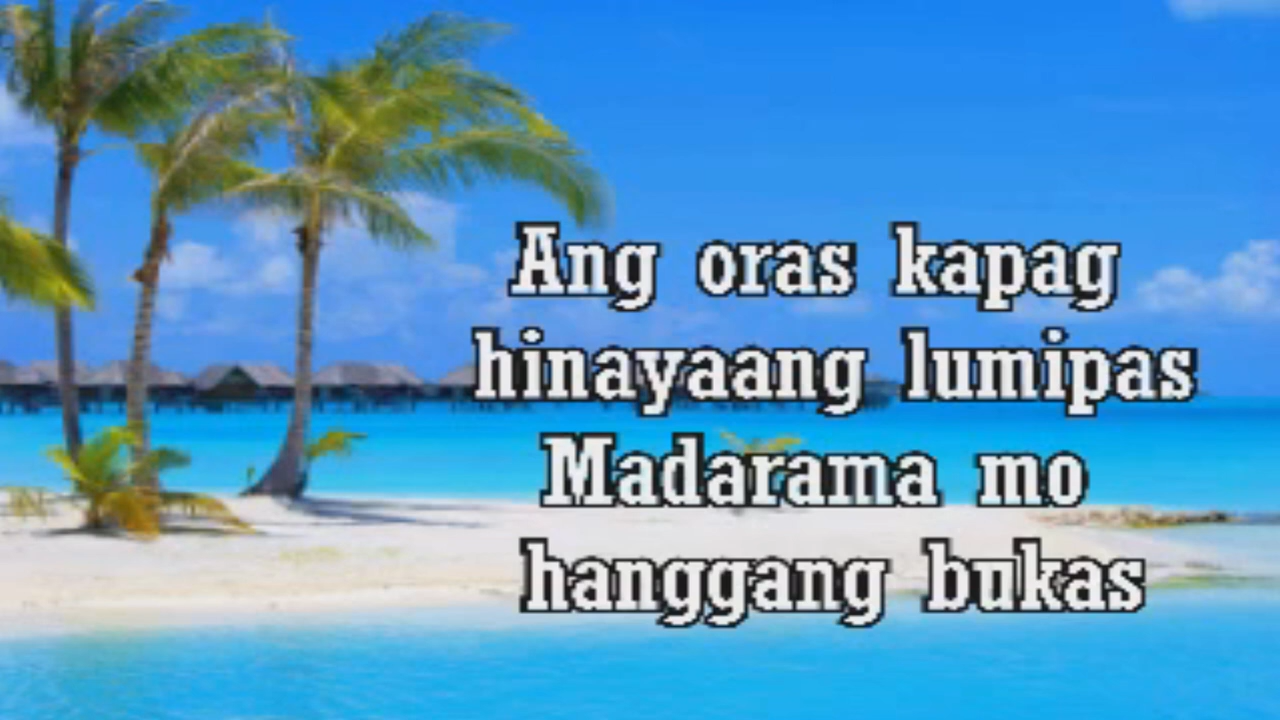 Ang oras kapag
hinayaang lumipas
Madarama mo
hanggang bukas